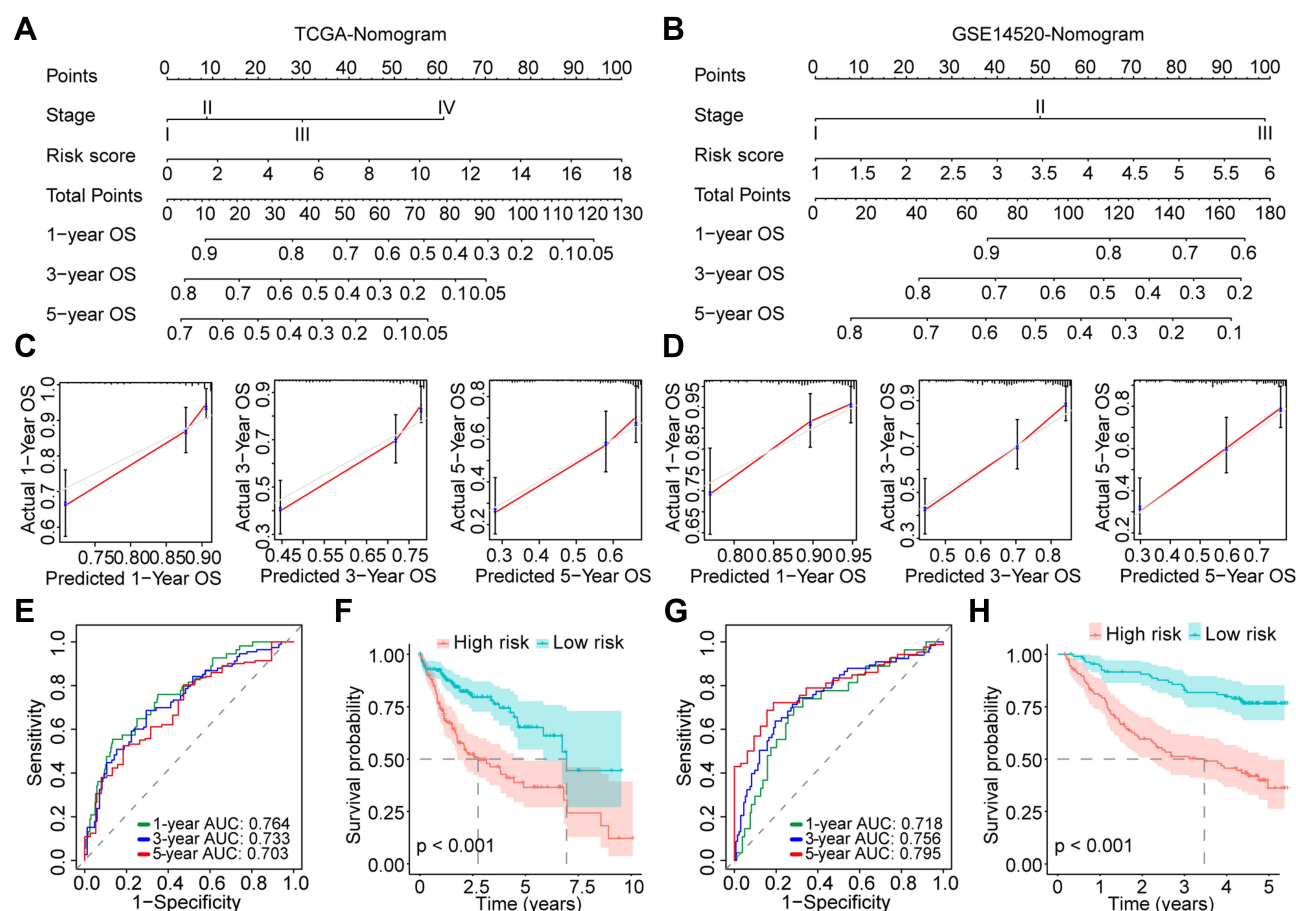 A
TCGA-Nomogram
Points
0 10 20 30 40 50 60 70 80 90 100
Stage
II IV
I III
Risk score
0 2 4 6 8 10 12 14 16 18
Total Points
0 10 20 30 40 50 60 70 80 90 100 110 120 130
1-year OS
0.9 0.8 0.7 0.6 0.5 0.4 0.3 0.2 0.1 0.05
3-year OS
0.8 0.7 0.6 0.5 0.4 0.3 0.2 0.1 0.05
5-year OS
0.7 0.6 0.5 0.4 0.3 0.2 0.1 0.05
B
GSE14520-Nomogram
Points
0 10 20 30 40 50 60 70 80 90 100
Stage
II
I III
Risk score
1 1.5 2 2.5 3 3.5 4 4.5 5 5.5 6
Total Points
0 20 40 60 80 100 120 140 160 180
1-year OS
0.9 0.8 0.7 0.6
3-year OS
0.8 0.7 0.6 0.5 0.4 0.3 0.2
5-year OS
0.8 0.7 0.6 0.5 0.4 0.3 0.2 0.1
C
Actual 1-Year OS
0.6 0.7 0.8 0.9 1.0
0.75 0.80 0.85 0.90
Predicted 1-Year OS
Actual 3-Year OS
0.3 0.5 0.7 0.9
0.45 0.55 0.65 0.75
Predicted 3-Year OS
Actual 5-Year OS
0.0 0.2 0.4 0.6 0.8
0.3 0.4 0.5 0.6
Predicted 5-Year OS
D
Actual 1-Year OS
0.65 0.75 0.85 0.95
0.80 0.85 0.90 0.95
Predicted 1-Year OS
Actual 3-Year OS
0.3 0.5 0.7 0.9
0.5 0.6 0.7 0.8
Predicted 3-Year OS
Actual 5-Year OS
0.2 0.4 0.6 0.8
0.3 0.4 0.5 0.6 0.7
Predicted 5-Year OS
E
Sensitivity
1.0
0.8
0.6
0.4
0.2
0.0
1-year AUC: 0.764
3-year AUC: 0.733
5-year AUC: 0.703
0.0 0.2 0.4 0.6 0.8 1.0
1-Specificity
F
High risk Low risk
Survival probability
1.00
0.75
0.50
0.25
0.00
p < 0.001
0 2.5 5 7.5 10
Time (years)
G
Sensitivity
1.0
0.8
0.6
0.4
0.2
0.0
1-year AUC: 0.718
3-year AUC: 0.756
5-year AUC: 0.795
0.0 0.2 0.4 0.6 0.8 1.0
1-Specificity
H
High risk Low risk
Survival probability
1.00
0.75
0.50
0.25
0.00
p < 0.001
0 1 2 3 4 5
Time (years)